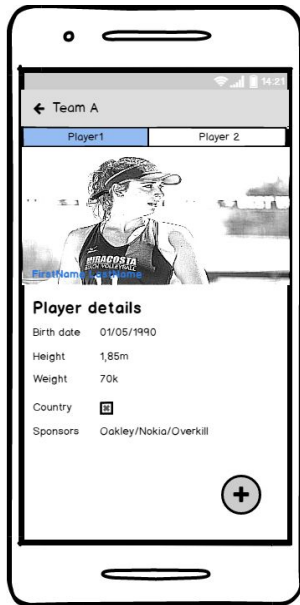 14:21
Team A
Player1 Player 2
MIRACOSTA
BEACH VOLLEYBALL
FirstName LastName
Player details
Birth date 01/05/1990
Height 1,85m
Weight 70k
Country
Sponsors Oakley/Nokia/Overkill